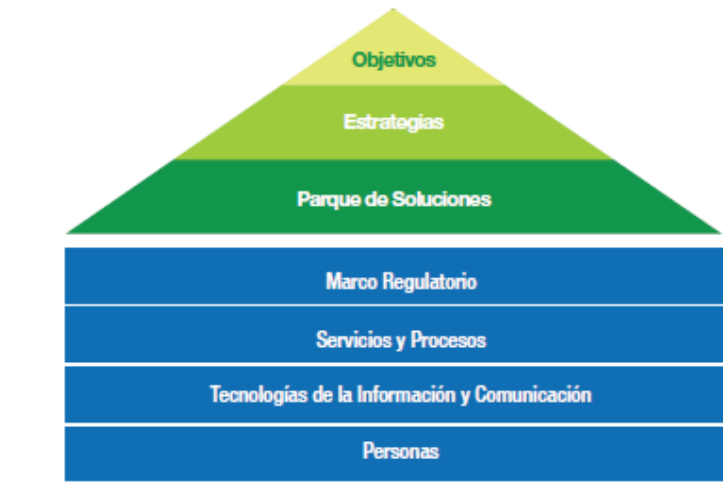 Objetivos
Estrategias
Parque de Soluciones
Marco Regulatorio
Servicios y Procesos
Tecnologías de la Información y Comunicación
Personas